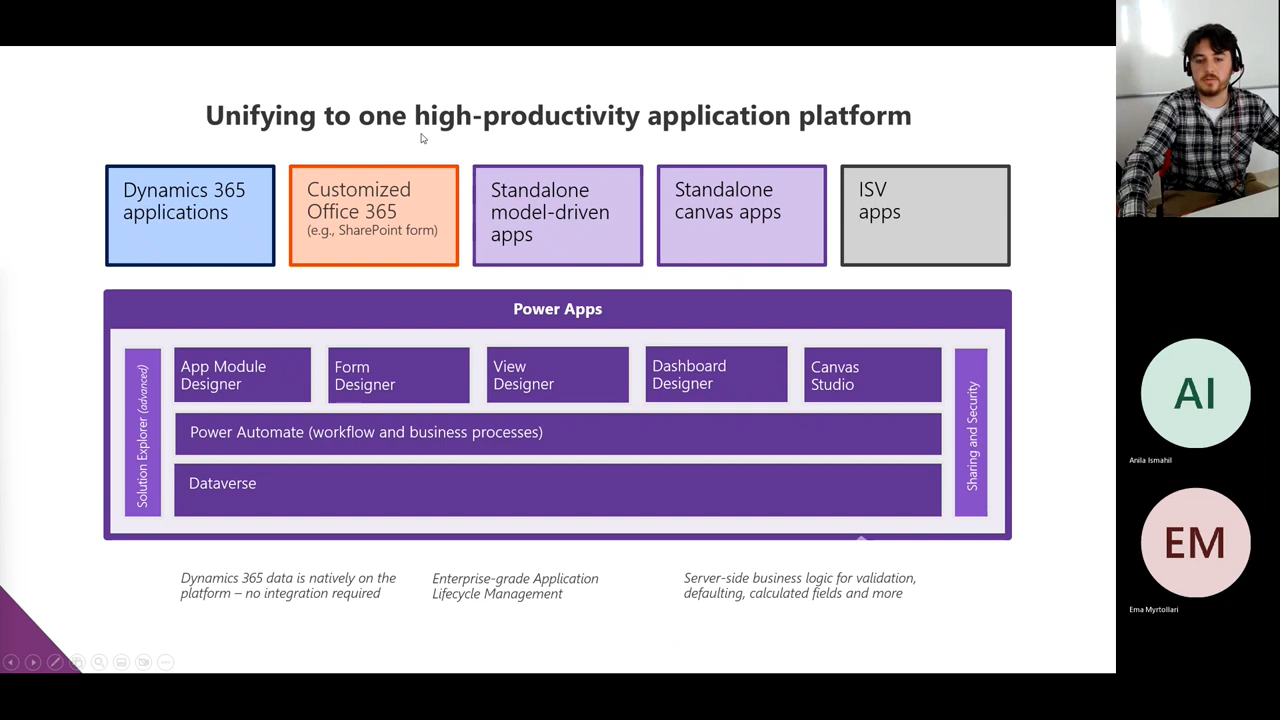 Unifying to one high-productivity application platform
Dynamics 365
applications
Customized
Office 365
(e.g., SharePoint form)
Standalone
model-driven
apps
Standalone
canvas apps
ISV
apps
Power Apps
Solution Explorer (advanced)
App Module
Designer
Form
Designer
View
Designer
Dashboard
Designer
Canvas
Studio
Sharing and Security
Power Automate (workflow and business processes)
Dataverse
Dynamics 365 data is natively on the
platform – no integration required
Enterprise-grade Application
Lifecycle Management
Server-side business logic for validation,
defaulting, calculated fields and more
AI
Anila Ismahil
EM
Ema Myrtollari